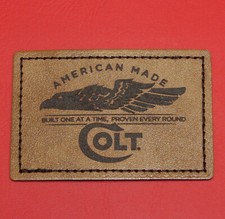 AMERICAN MADE
BUILT ONE AT A TIME, PROVEN EVERY ROUND
COLT